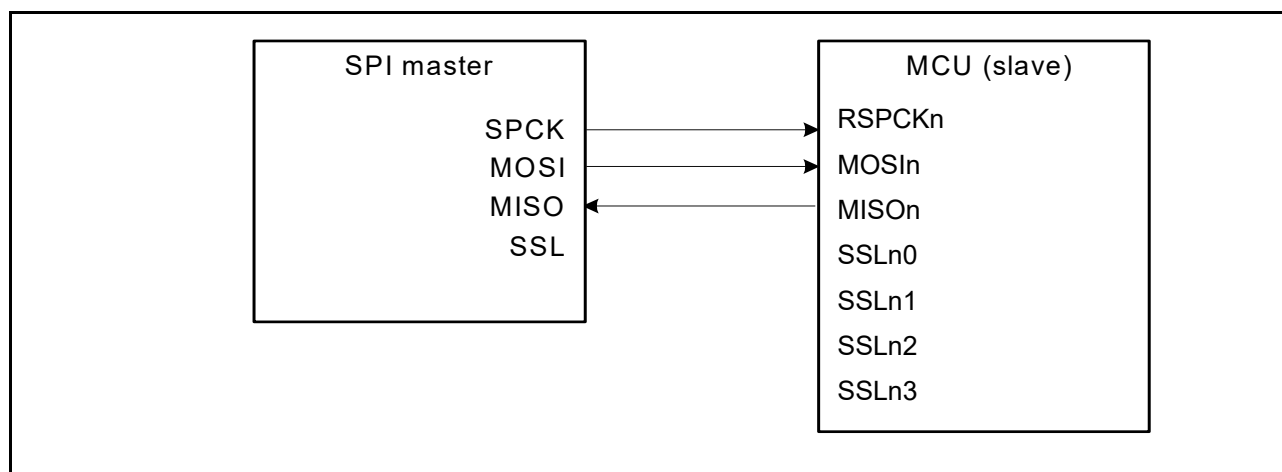 SPI master
SPCK
MOSI
MISO
SSL
MCU (slave)
RSPCKn
MOSIn
MISOn
SSLn0
SSLn1
SSLn2
SSLn3